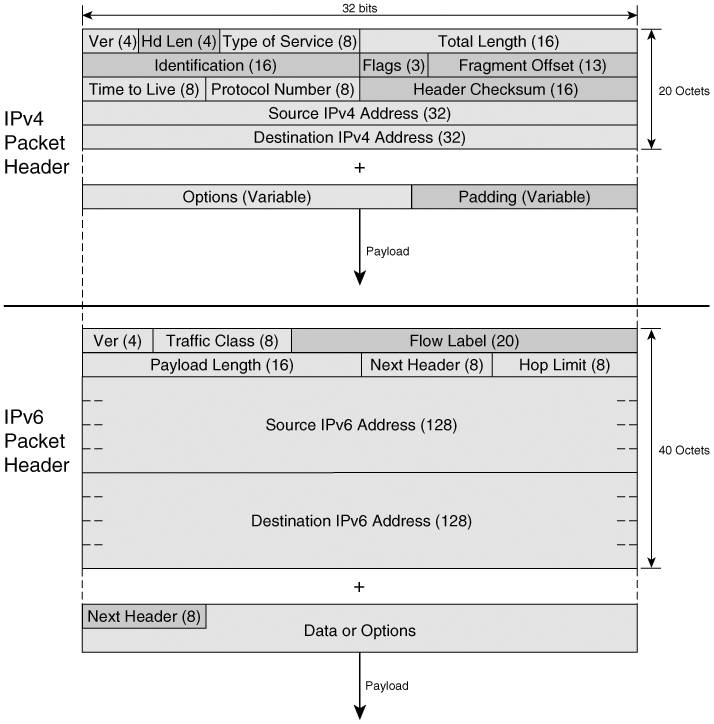 32 bits
Ver (4) Hd Len (4) Type of Service (8) Total Length (16)
Identification (16) Flags (3) Fragment Offset (13)
Time to Live (8) Protocol Number (8) Header Checksum (16)
Source IPv4 Address (32)
Destination IPv4 Address (32)
20 Octets
IPv4
Packet
Header
+
Options (Variable) Padding (Variable)
Payload
Ver (4) Traffic Class (8) Flow Label (20)
Payload Length (16) Next Header (8) Hop Limit (8)
Source IPv6 Address (128)
Destination IPv6 Address (128)
40 Octets
IPv6
Packet
Header
+
Next Header (8)
Data or Options
Payload